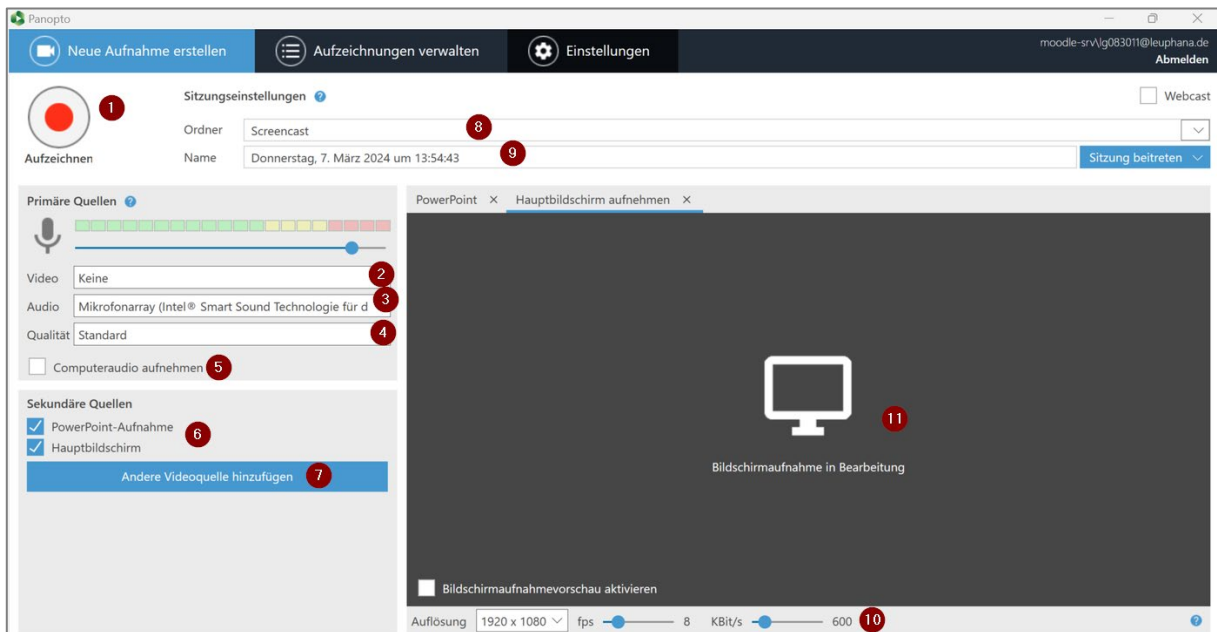 Panopto
Neue Aufnahme erstellen
Aufzeichnungen verwalten
Einstellungen
moodle-srv\lg083011@leuphana.de
Abmelden
1
Aufzeichnen
Sitzungseinstellungen ?
Webcast
Ordner Screencast 8
Name Donnerstag, 7. März 2024 um 13:54:43 9
Sitzung beitreten
Primäre Quellen ?
Video Keine 2
Audio Mikrofonarray (Intel® Smart Sound Technologie für d 3
Qualität Standard 4
Computeraudio aufnehmen 5
Sekundäre Quellen
PowerPoint-Aufnahme
Hauptbildschirm
6
Andere Videoquelle hinzufügen 7
PowerPoint ×
Hauptbildschirm aufnehmen ×
11
Bildschirmaufnahme in Bearbeitung
Bildschirmaufnahmevorschau aktivieren
Auflösung 1920 x 1080 fps 8 KBit/s 600 10 ?